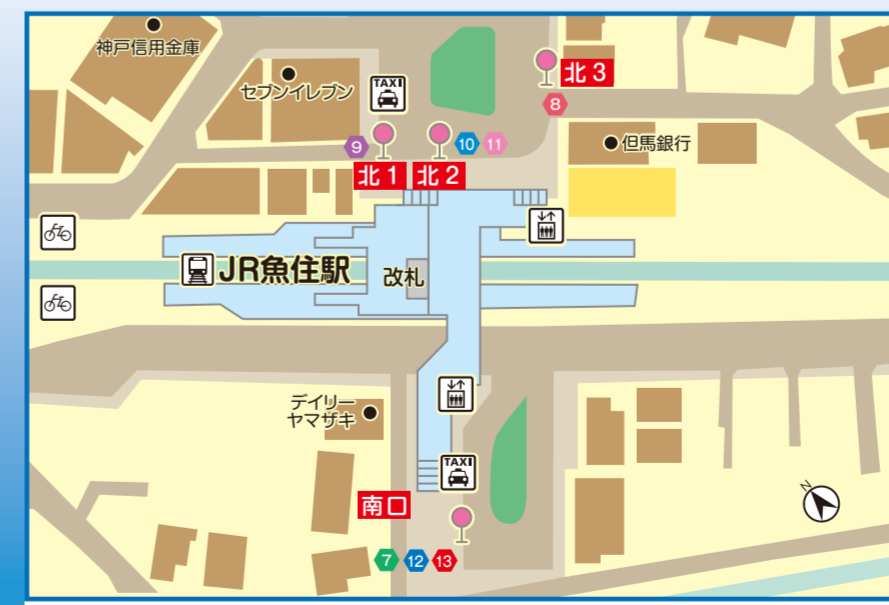 神戸信用金庫
セブンイレブン
TAXI
北3
8
9
10
11
但馬銀行
北1
北2
JR魚住駅
改札
デイリー
ヤマザキ
TAXI
南口
7
12
13
N